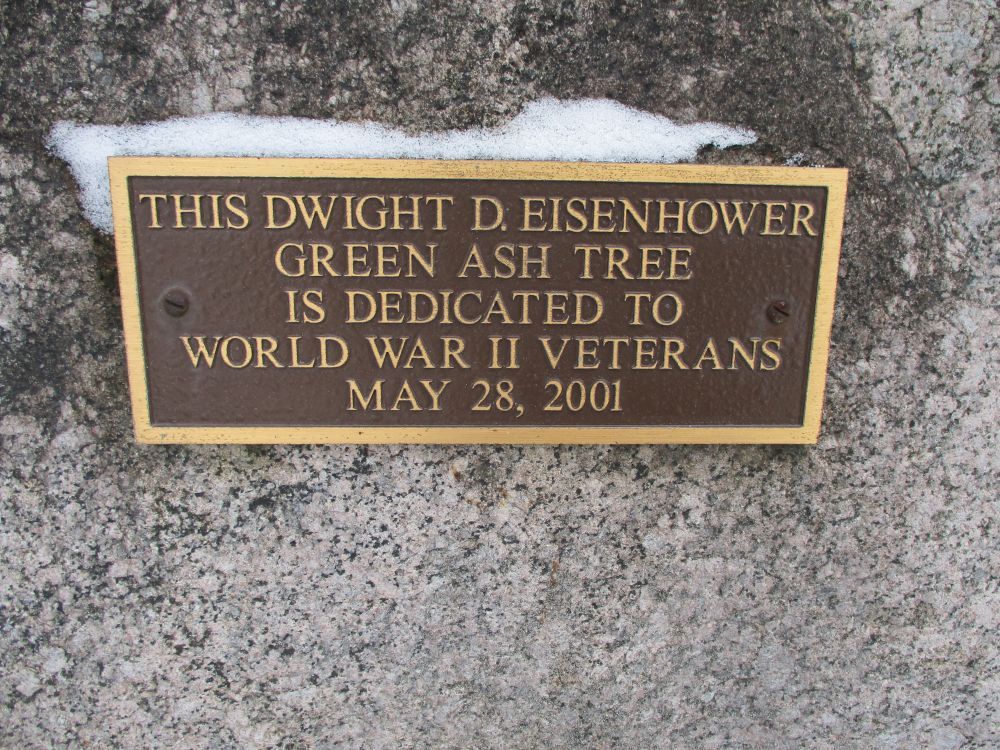 THIS DWIGHT D. EISENHOWER
GREEN ASH TREE
IS DEDICATED TO
WORLD WAR II VETERANS
MAY 28, 2001